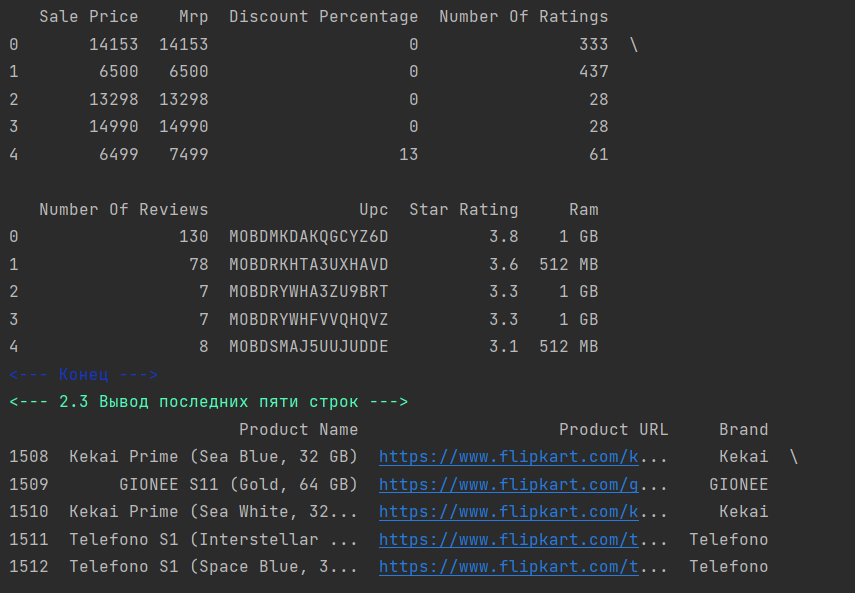 Sale Price    Mrp  Discount Percentage  Number Of Ratings
0       14153  14153                    0                333  \
1        6500   6500                    0                437
2       13298  13298                    0                 28
3       14990  14990                    0                 28
4        6499   7499                   13                 61

   Number Of Reviews               Upc  Star Rating     Ram
0                130  MOBDMKDAKQGCYZ6D          3.8    1 GB
1                 78  MOBDRKHTA3UXHAVD          3.6  512 MB
2                  7  MOBDRYWHA3ZU9BRT          3.3    1 GB
3                  7  MOBDRYWHFVVQHQVZ          3.3    1 GB
4                  8  MOBDSMAJ5UUJUDDE          3.1  512 MB
<--- Конец --->
<--- 2.3 Вывод последних пяти строк --->
                       Product Name                    Product URL     Brand
1508  Kekai Prime (Sea Blue, 32 GB)  https://www.flipkart.com/k...     Kekai  \
1509       GIONEE S11 (Gold, 64 GB)  https://www.flipkart.com/g...    GIONEE
1510  Kekai Prime (Sea White, 32...  https://www.flipkart.com/k...     Kekai
1511  Telefono S1 (Interstellar ...  https://www.flipkart.com/t...  Telefono
1512  Telefono S1 (Space Blue, 3...  https://www.flipkart.com/t...  Telefono